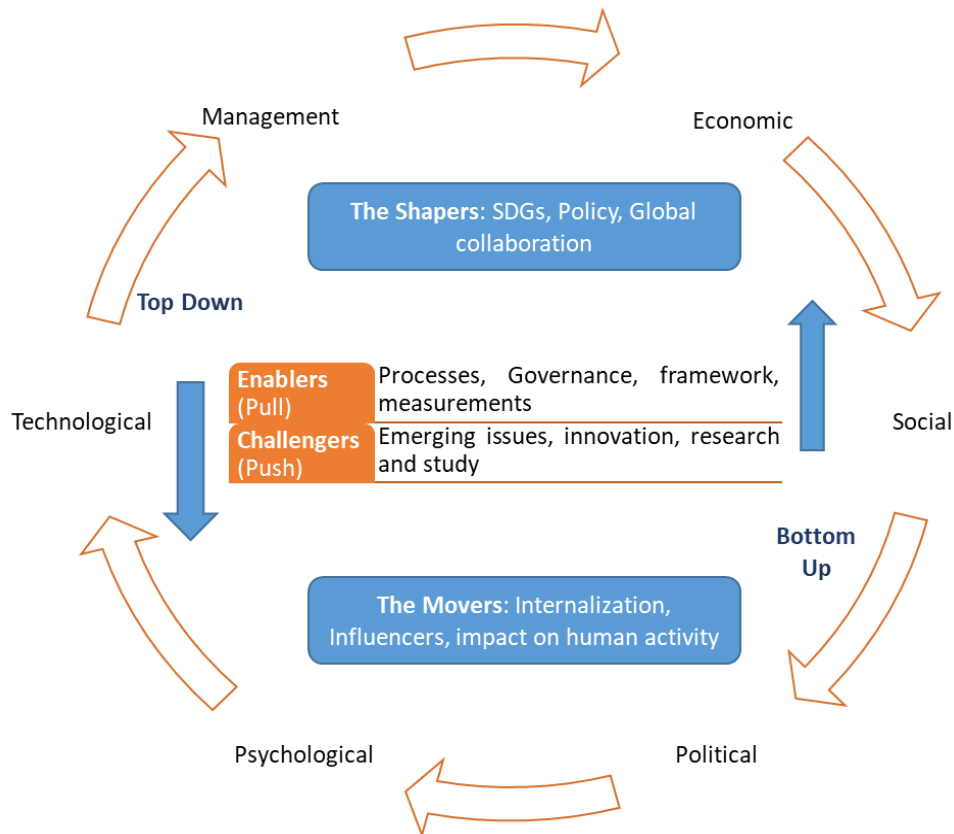 Management
Economic
The Shapers: SDGs, Policy, Global
collaboration
Top Down
Enablers
(Pull)
Processes, Governance, framework,
measurements
Technological
Social
Challengers
(Push)
Emerging issues, innovation, research
and study
Bottom
Up
The Movers: Internalization,
Influencers, impact on human activity
Psychological
Political